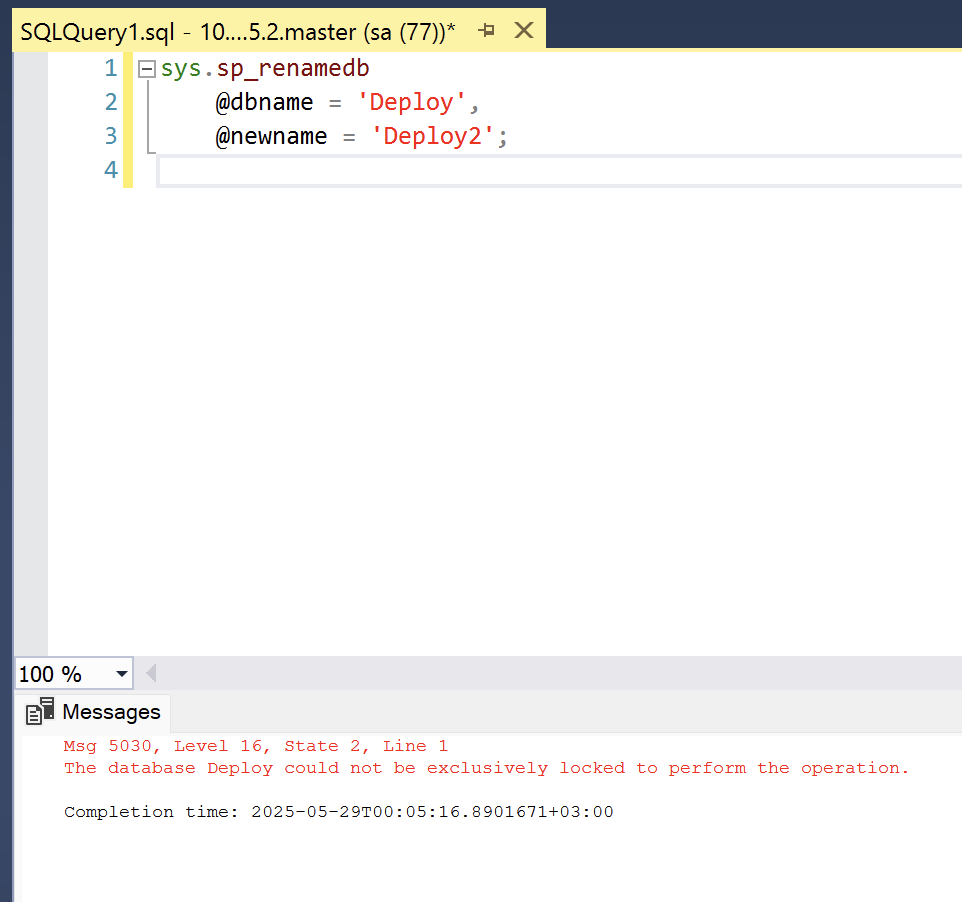 SQLQuery1.sql - 10....5.2.master (sa (77))*
1 sys.sp_renamedb
2 @dbname = 'Deploy',
3 @newname = 'Deploy2';
4
100 %
Messages
Msg 5030, Level 16, State 2, Line 1
The database Deploy could not be exclusively locked to perform the operation.
Completion time: 2025-05-29T00:05:16.8901671+03:00